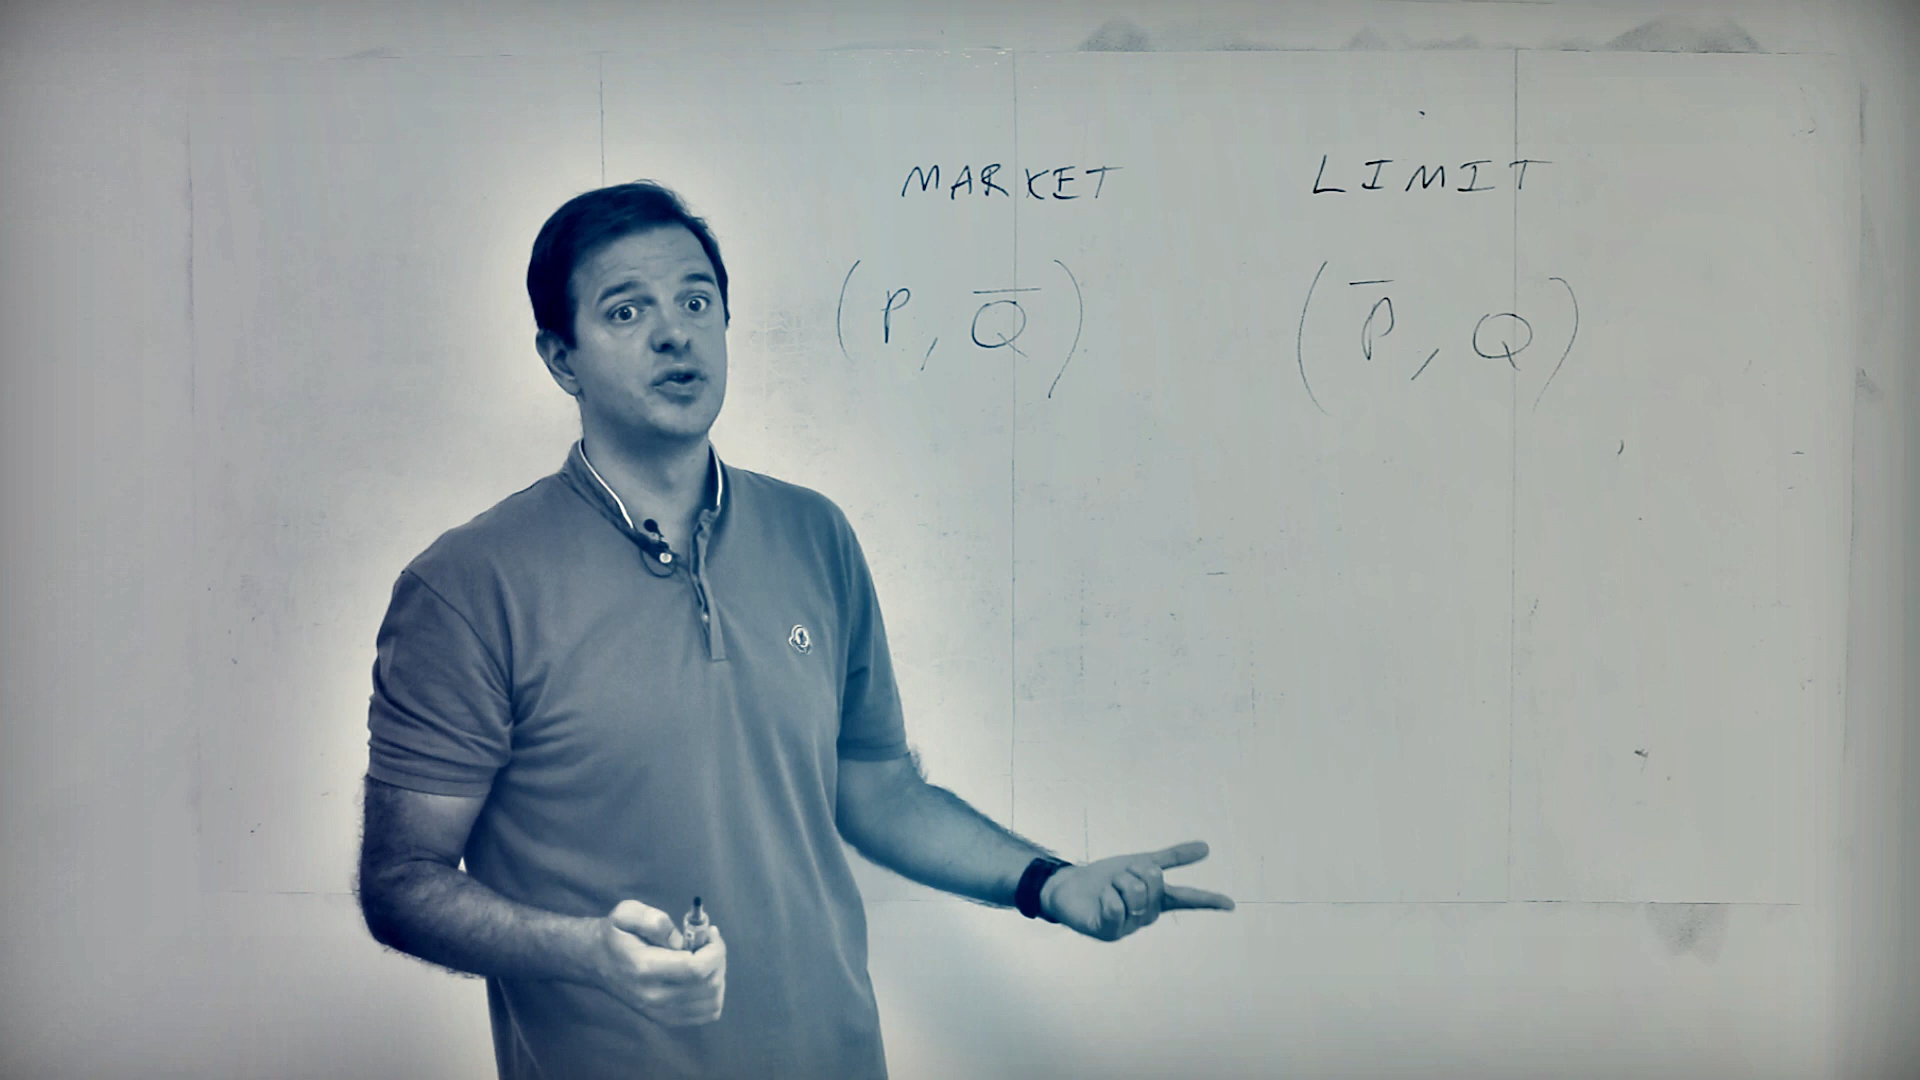 MARKET LIMIT
(P, Q̅) (P̅, Q)